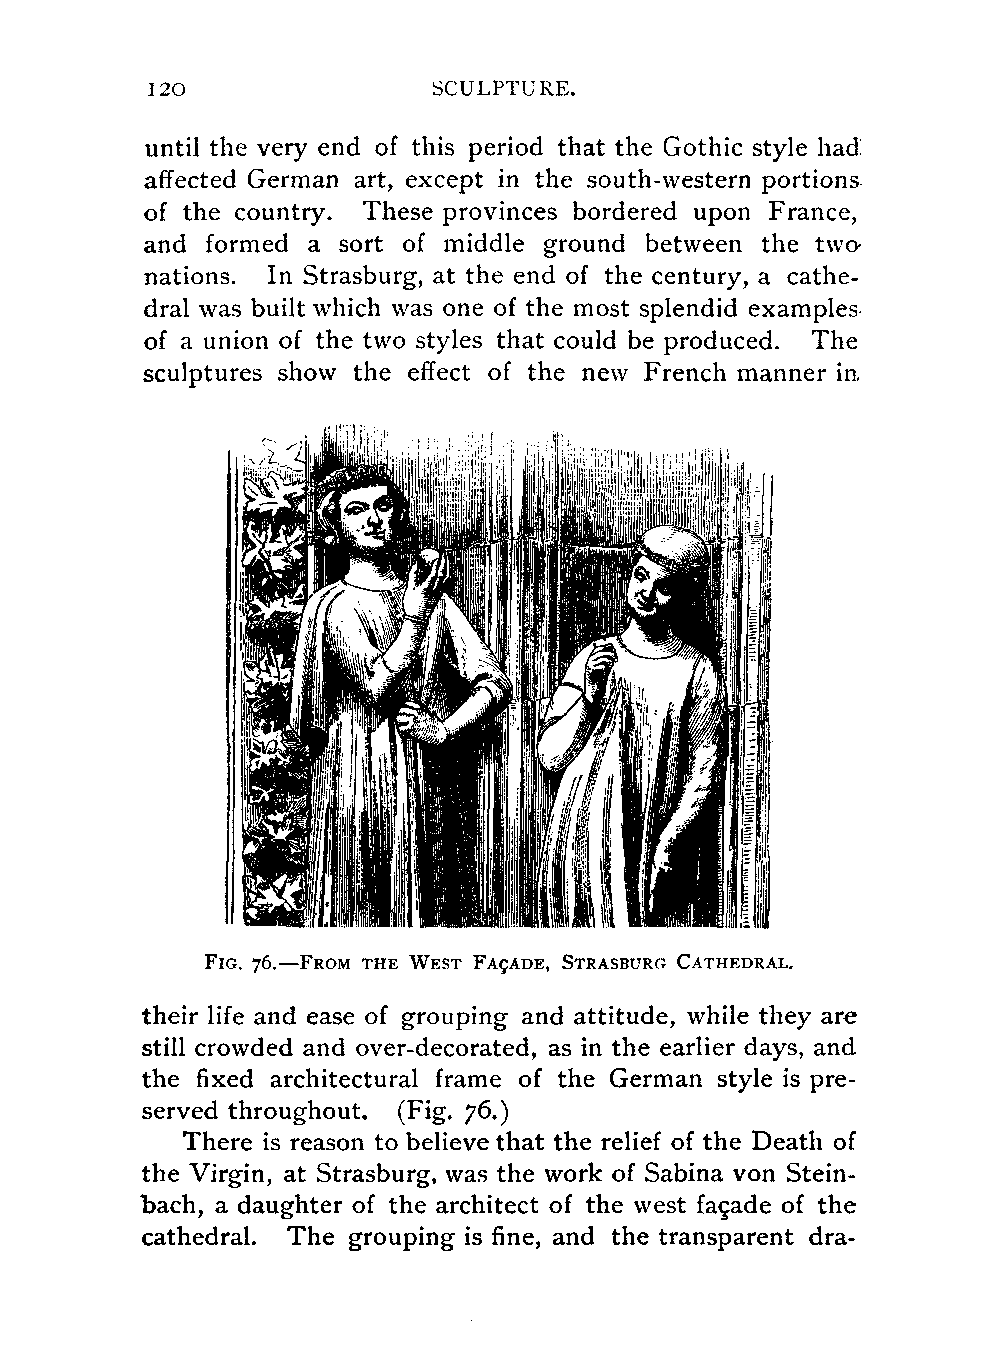 120 SCULPTURE.
until the very end of this period that the Gothic style had
affected German art, except in the south-western portions
of the country. These provinces bordered upon France,
and formed a sort of middle ground between the two
nations. In Strasburg, at the end of the century, a cathe-
dral was built which was one of the most splendid examples
of a union of the two styles that could be produced. The
sculptures show the effect of the new French manner in
FIG. 76.—FROM THE WEST FAÇADE, STRASBURG CATHEDRAL.
their life and ease of grouping and attitude, while they are
still crowded and over-decorated, as in the earlier days, and
the fixed architectural frame of the German style is pre-
served throughout. (Fig. 76.)
There is reason to believe that the relief of the Death of
the Virgin, at Strasburg, was the work of Sabina von Stein-
bach, a daughter of the architect of the west façade of the
cathedral. The grouping is fine, and the transparent dra-